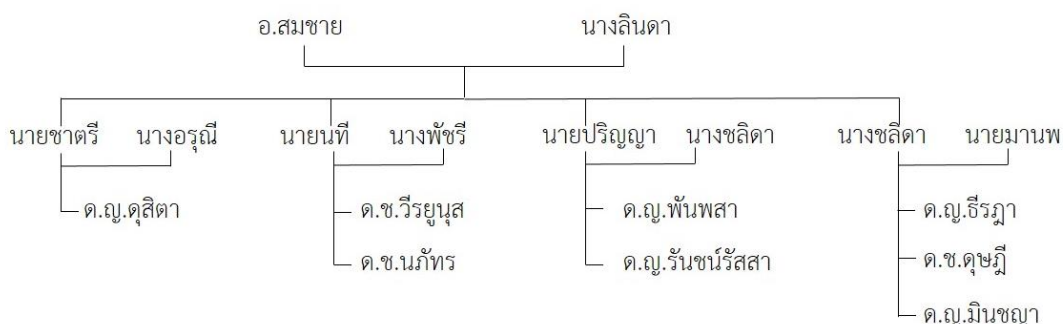 อ.สมชาย นางลินดา
นายชาตรี นางอรุณี นายนที นางพัชรี นายปริญญา นางชลิดา นางชลิดา นายมานพ
ด.ญ.ดุสิตา ด.ช.วีรยูนุส ด.ญ.พันพสา ด.ญ.ธีรฎา
ด.ช.นภัทร ด.ญ.รันชน์รัสสา ด.ช.ดุษฎี
ด.ญ.มินชญา